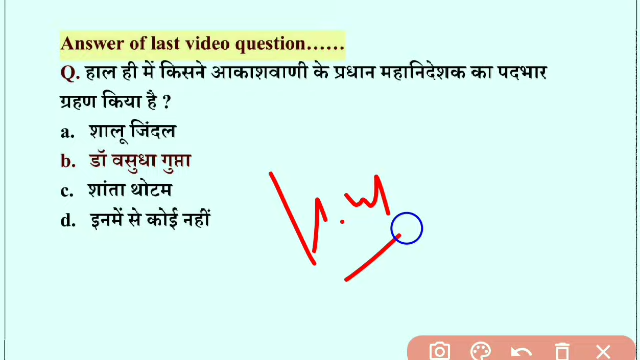 Answer of last video question......
Q. हाल ही में किसने आकाशवाणी के प्रधान महानिदेशक का पदभार
ग्रहण किया है ?
a. शालू जिंदल
b. डॉ वसुधा गुप्ता
c. शांता थोटम
d. इनमें से कोई नहीं